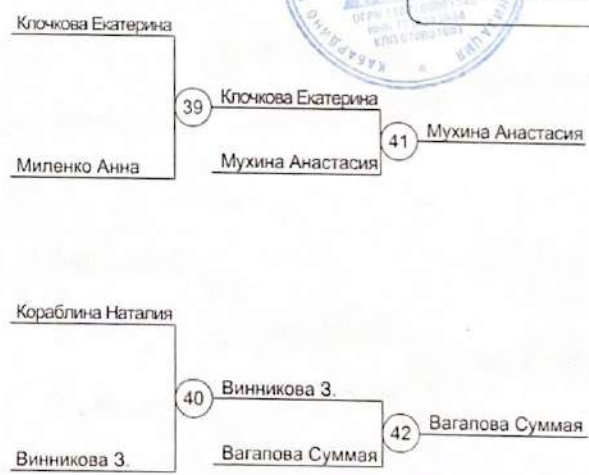 Клочкова Екатерина
39
Клочкова Екатерина
41
Мухина Анастасия
Миленко Анна
Мухина Анастасия
Кораблина Наталия
40
Винникова З.
42
Вагапова Суммая
Винникова З.
Вагапова Суммая